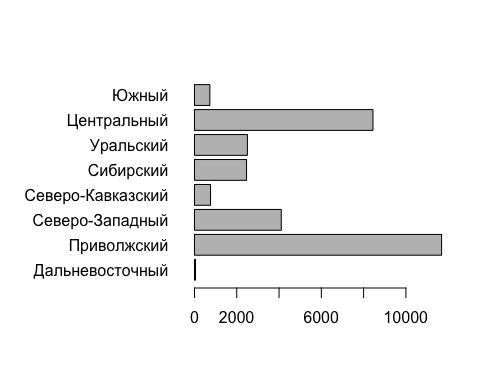 Южный
Центральный
Уральский
Сибирский
Северо-Кавказский
Северо-Западный
Приволжский
Дальневосточный
0 2000 6000 10000